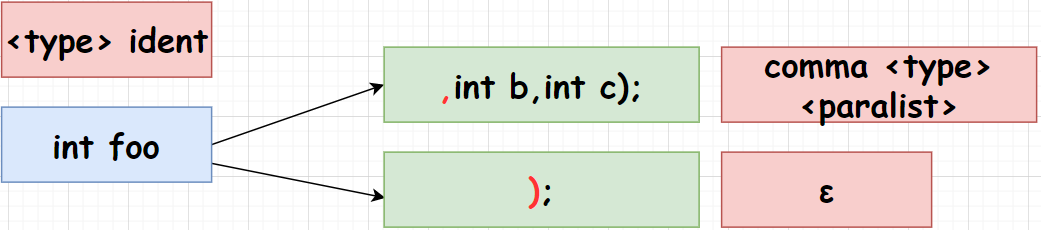 <type> ident
int foo
,int b,int c);
comma <type>
<paralist>
);
ε